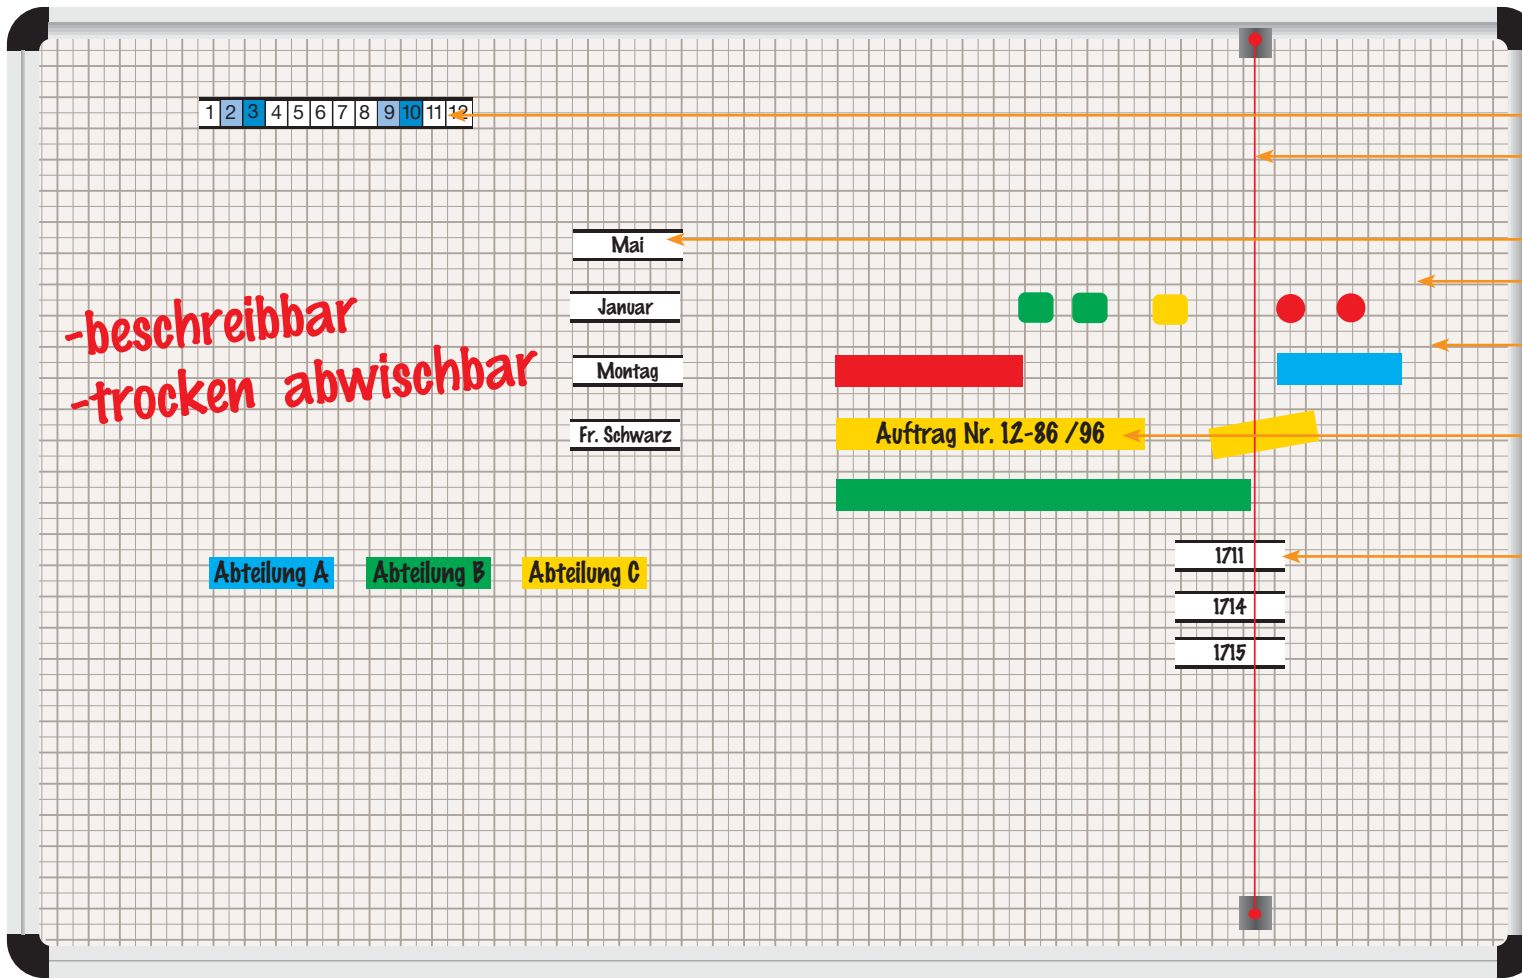 1 2 3 4 5 6 7 8 9 10 11 12
Mai
-beschreibbar
Januar
-trocken abwischbar
Montag
Fr. Schwarz
Auftrag Nr. 12-86 /96
1711
Abteilung A Abteilung B Abteilung C
1714
1715